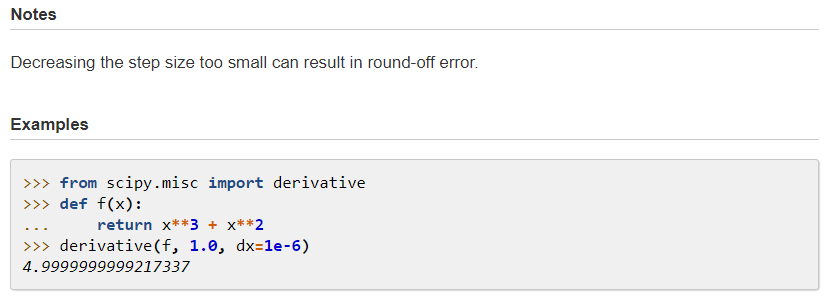 Notes
Decreasing the step size too small can result in round-off error.
Examples
>>> from scipy.misc import derivative
>>> def f(x):
...     return x**3 + x**2
>>> derivative(f, 1.0, dx=1e-6)
4.9999999999217337